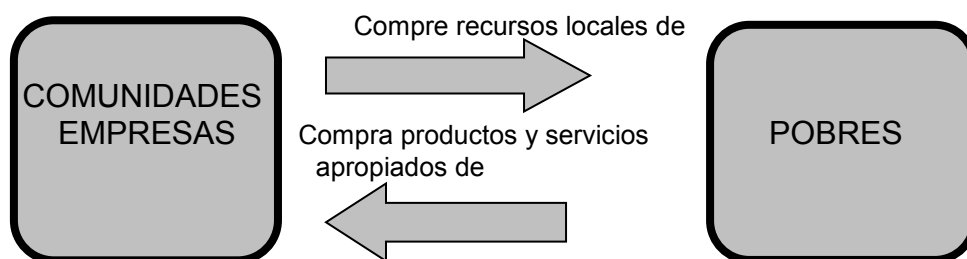 Compre recursos locales de
COMUNIDADES
EMPRESAS
Compra productos y servicios
apropiados de
POBRES